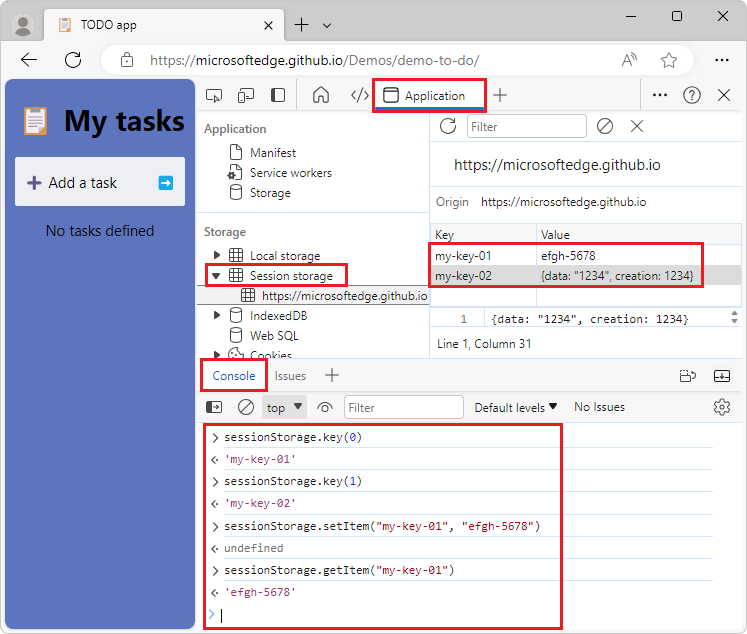 TODO app
https://microsoftedge.github.io/Demos/demo-to-do/
My tasks
Add a task
No tasks defined
Application
Application
Manifest
Service workers
Storage
Storage
Local storage
Session storage
https://microsoftedge.github.io
IndexedDB
Web SQL
Cookies
Filter
https://microsoftedge.github.io
Origin https://microsoftedge.github.io
Key Value
my-key-01 efgh-5678
my-key-02 {data: "1234", creation: 1234}
1 {data: "1234", creation: 1234}
Line 1, Column 31
Console Issues
top Filter Default levels No Issues
> sessionStorage.key(0)
'my-key-01'
> sessionStorage.key(1)
'my-key-02'
> sessionStorage.setItem("my-key-01", "efgh-5678")
undefined
> sessionStorage.getItem("my-key-01")
'efgh-5678'
>